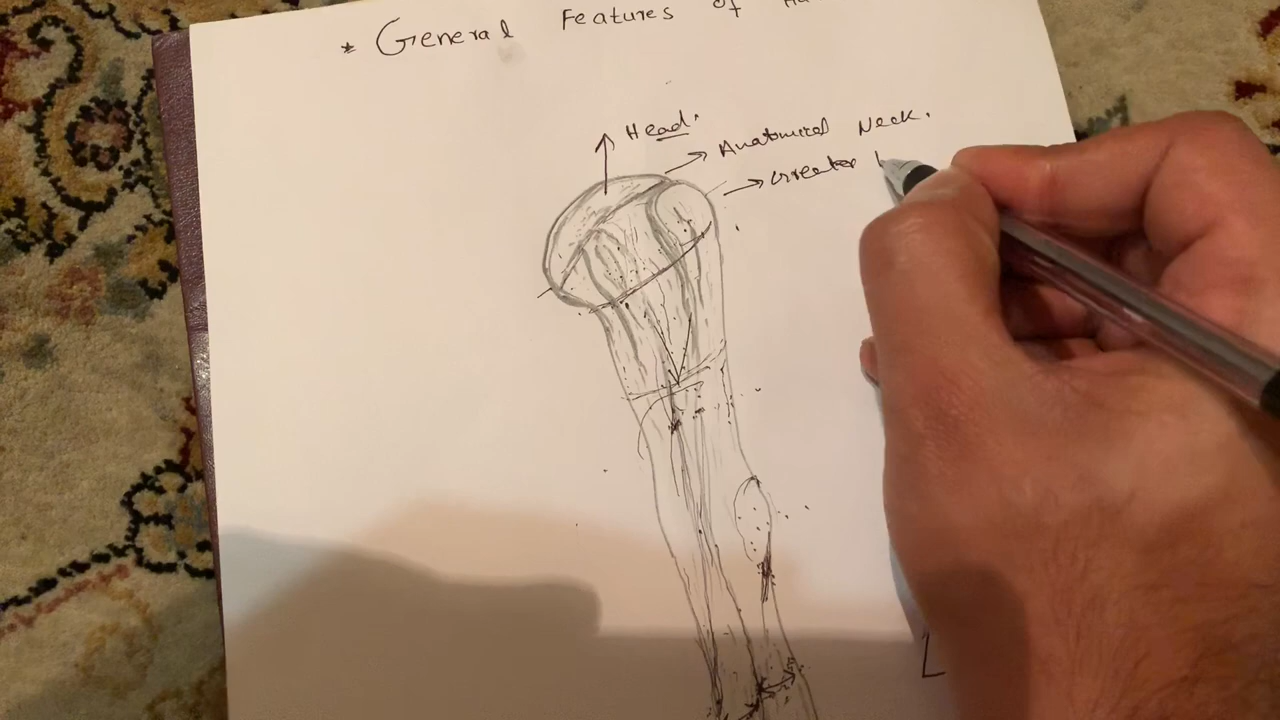 * General Features of
Head.
Anatomical Neck.
Greater
L